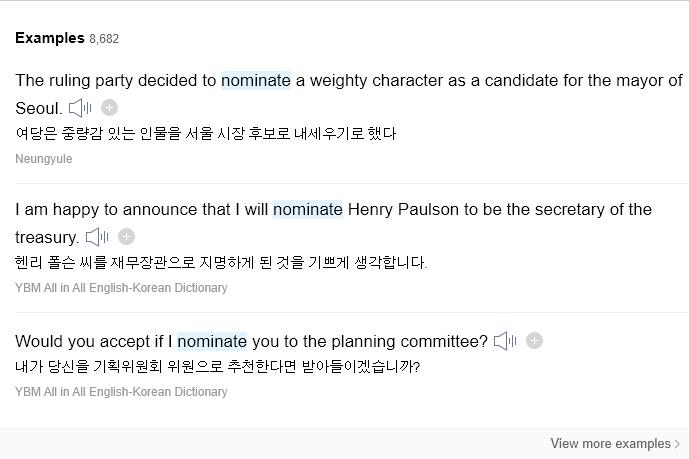 Examples 8,682
The ruling party decided to nominate a weighty character as a candidate for the mayor of
Seoul.
여당은 중량감 있는 인물을 서울 시장 후보로 내세우기로 했다
Neungyule
I am happy to announce that I will nominate Henry Paulson to be the secretary of the
treasury.
헨리 폴슨 씨를 재무장관으로 지명하게 된 것을 기쁘게 생각합니다.
YBM All in All English-Korean Dictionary
Would you accept if I nominate you to the planning committee?
내가 당신을 기획위원회 위원으로 추천한다면 받아들이겠습니까?
YBM All in All English-Korean Dictionary
View more examples